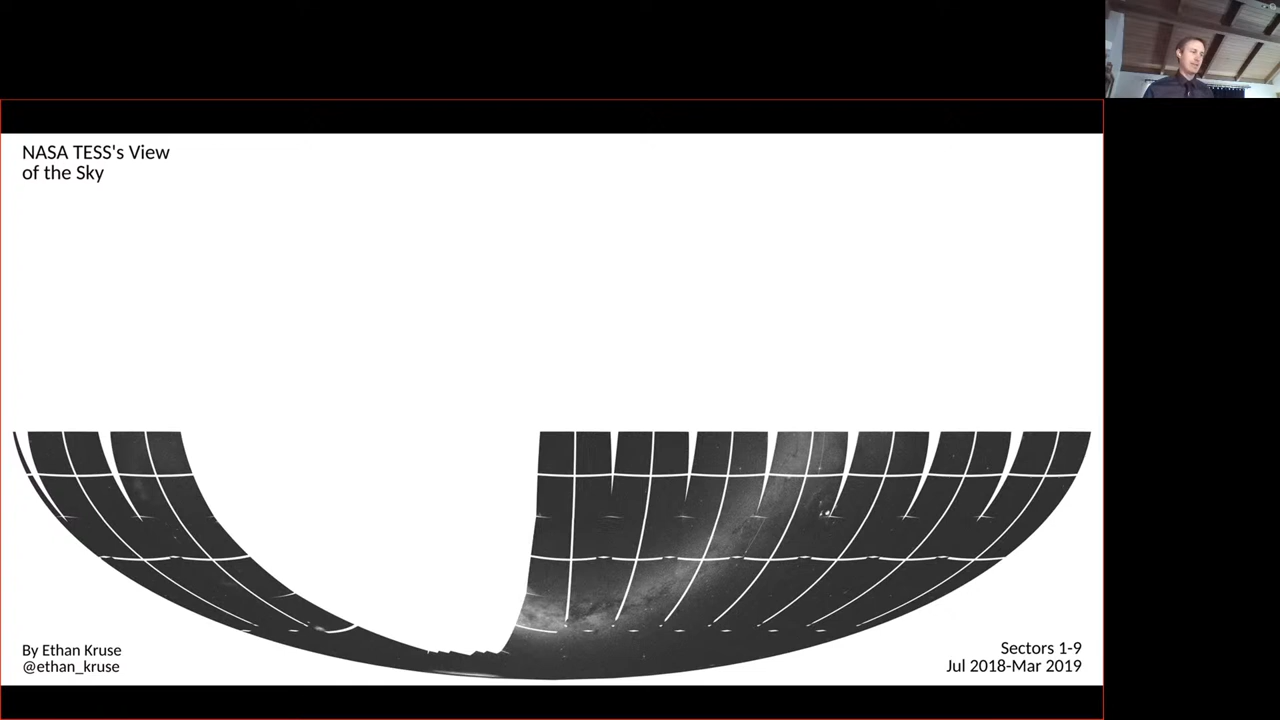 NASA TESS's View
of the Sky
By Ethan Kruse
@ethan_kruse
Sectors 1-9
Jul 2018-Mar 2019